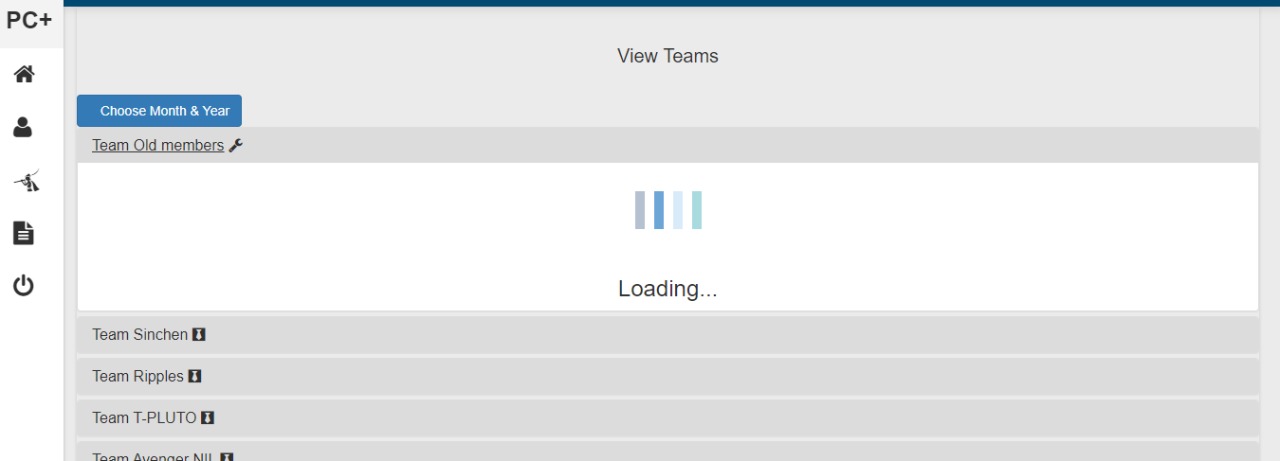 PC+
View Teams
Choose Month & Year
Team Old members
Loading...
Team Sinchen
Team Ripples
Team T-PLUTO
Team Avenger NIL